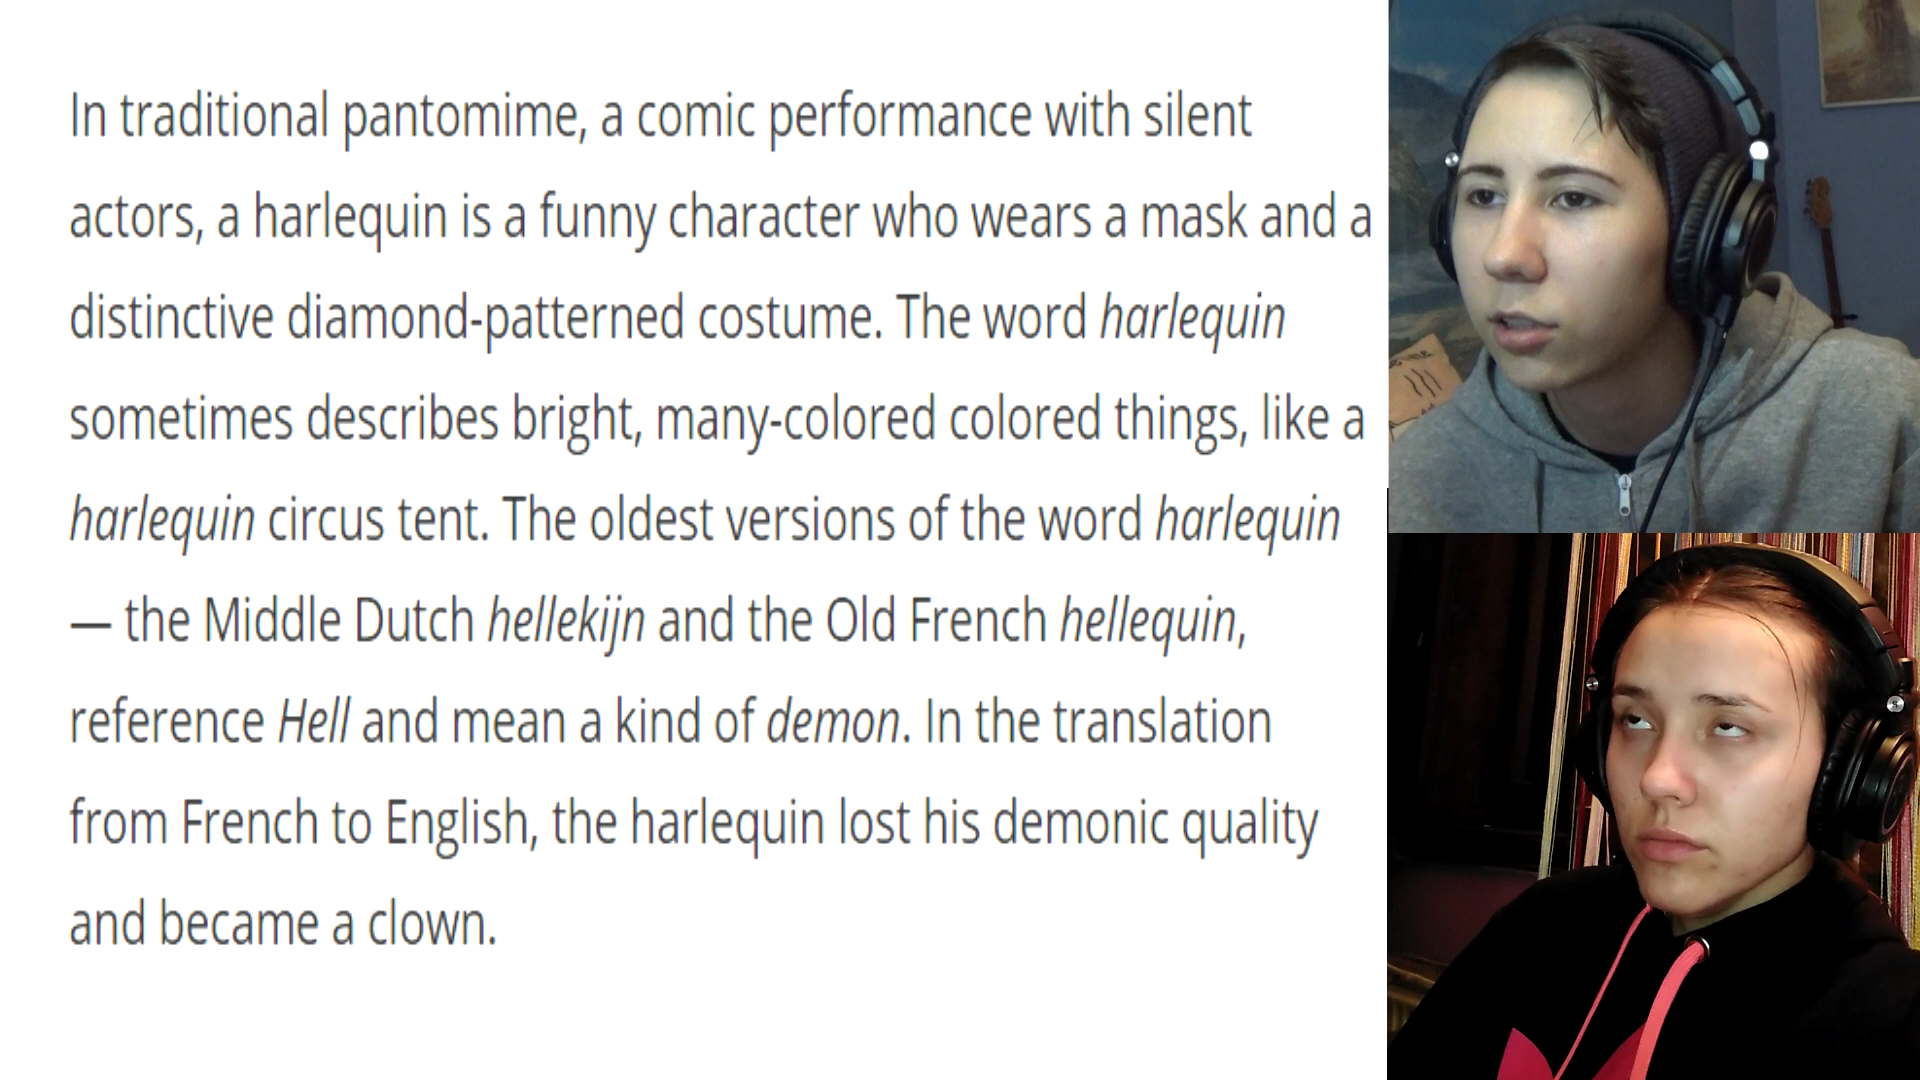 In traditional pantomime, a comic performance with silent
actors, a harlequin is a funny character who wears a mask and a
distinctive diamond-patterned costume. The word harlequin
sometimes describes bright, many-colored colored things, like a
harlequin circus tent. The oldest versions of the word harlequin
— the Middle Dutch hellekijn and the Old French hellequin,
reference Hell and mean a kind of demon. In the translation
from French to English, the harlequin lost his demonic quality
and became a clown.